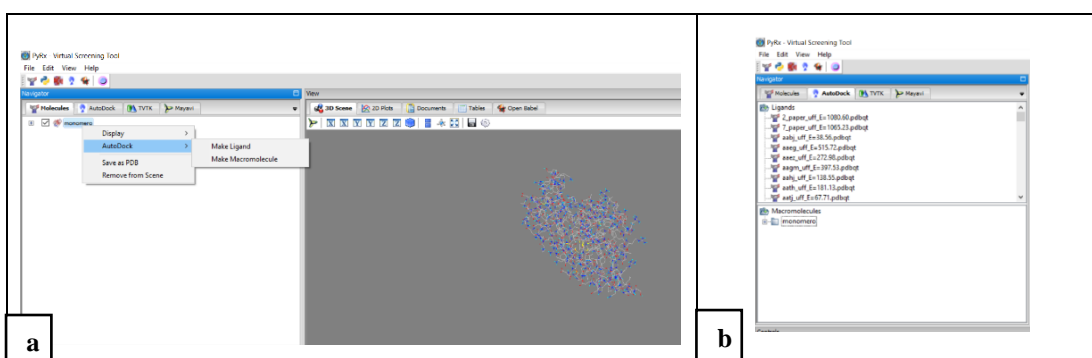 PyRx - Virtual Screening Tool
File Edit View Help
Navigator
Molecules AutoDock TVTK Mayavi
monomero
Display
AutoDock
Save as PDB
Remove from Scene
Make Ligand
Make Macromolecule
View
3D Scene 2D Plots Documents Tables Open Babel
X X Y Y Z Z
a
PyRx - Virtual Screening Tool
File Edit View Help
Navigator
Molecules AutoDock TVTK Mayavi
Ligands
2_paper_uff_E=1080.60.pdbqt
7_paper_uff_E=1065.23.pdbqt
aabj_uff_E=38.56.pdbqt
aaeg_uff_E=515.72.pdbqt
aaez_uff_E=272.98.pdbqt
aagm_uff_E=397.53.pdbqt
aahj_uff_E=138.55.pdbqt
aath_uff_E=181.13.pdbqt
aatj_uff_E=67.71.pdbqt
Macromolecules
monomero
b